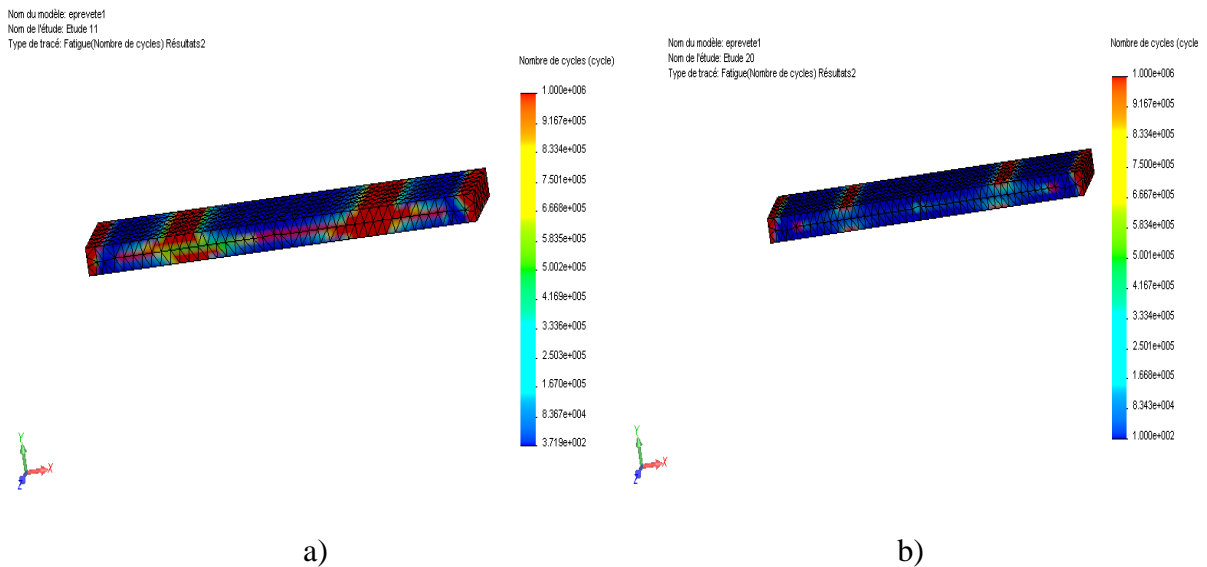 Nom du modèle: eprevete1
Nom de l'étude: Etude 11
Type de tracé: Fatigue(Nombre de cycles) Résultats2
Nombre de cycles (cycle)
1.000e+006
9.167e+005
8.334e+005
7.501e+005
6.668e+005
5.835e+005
5.002e+005
4.169e+005
3.336e+005
2.503e+005
1.670e+005
8.367e+004
3.719e+002
Y
X
Z
a)
Nom du modèle: eprevete1
Nom de l'étude: Etude 20
Type de tracé: Fatigue(Nombre de cycles) Résultats2
Nombre de cycles (cycle
1.000e+006
9.167e+005
8.334e+005
7.500e+005
6.667e+005
5.834e+005
5.001e+005
4.167e+005
3.334e+005
2.501e+005
1.668e+005
8.343e+004
1.000e+002
Y
X
Z
b)